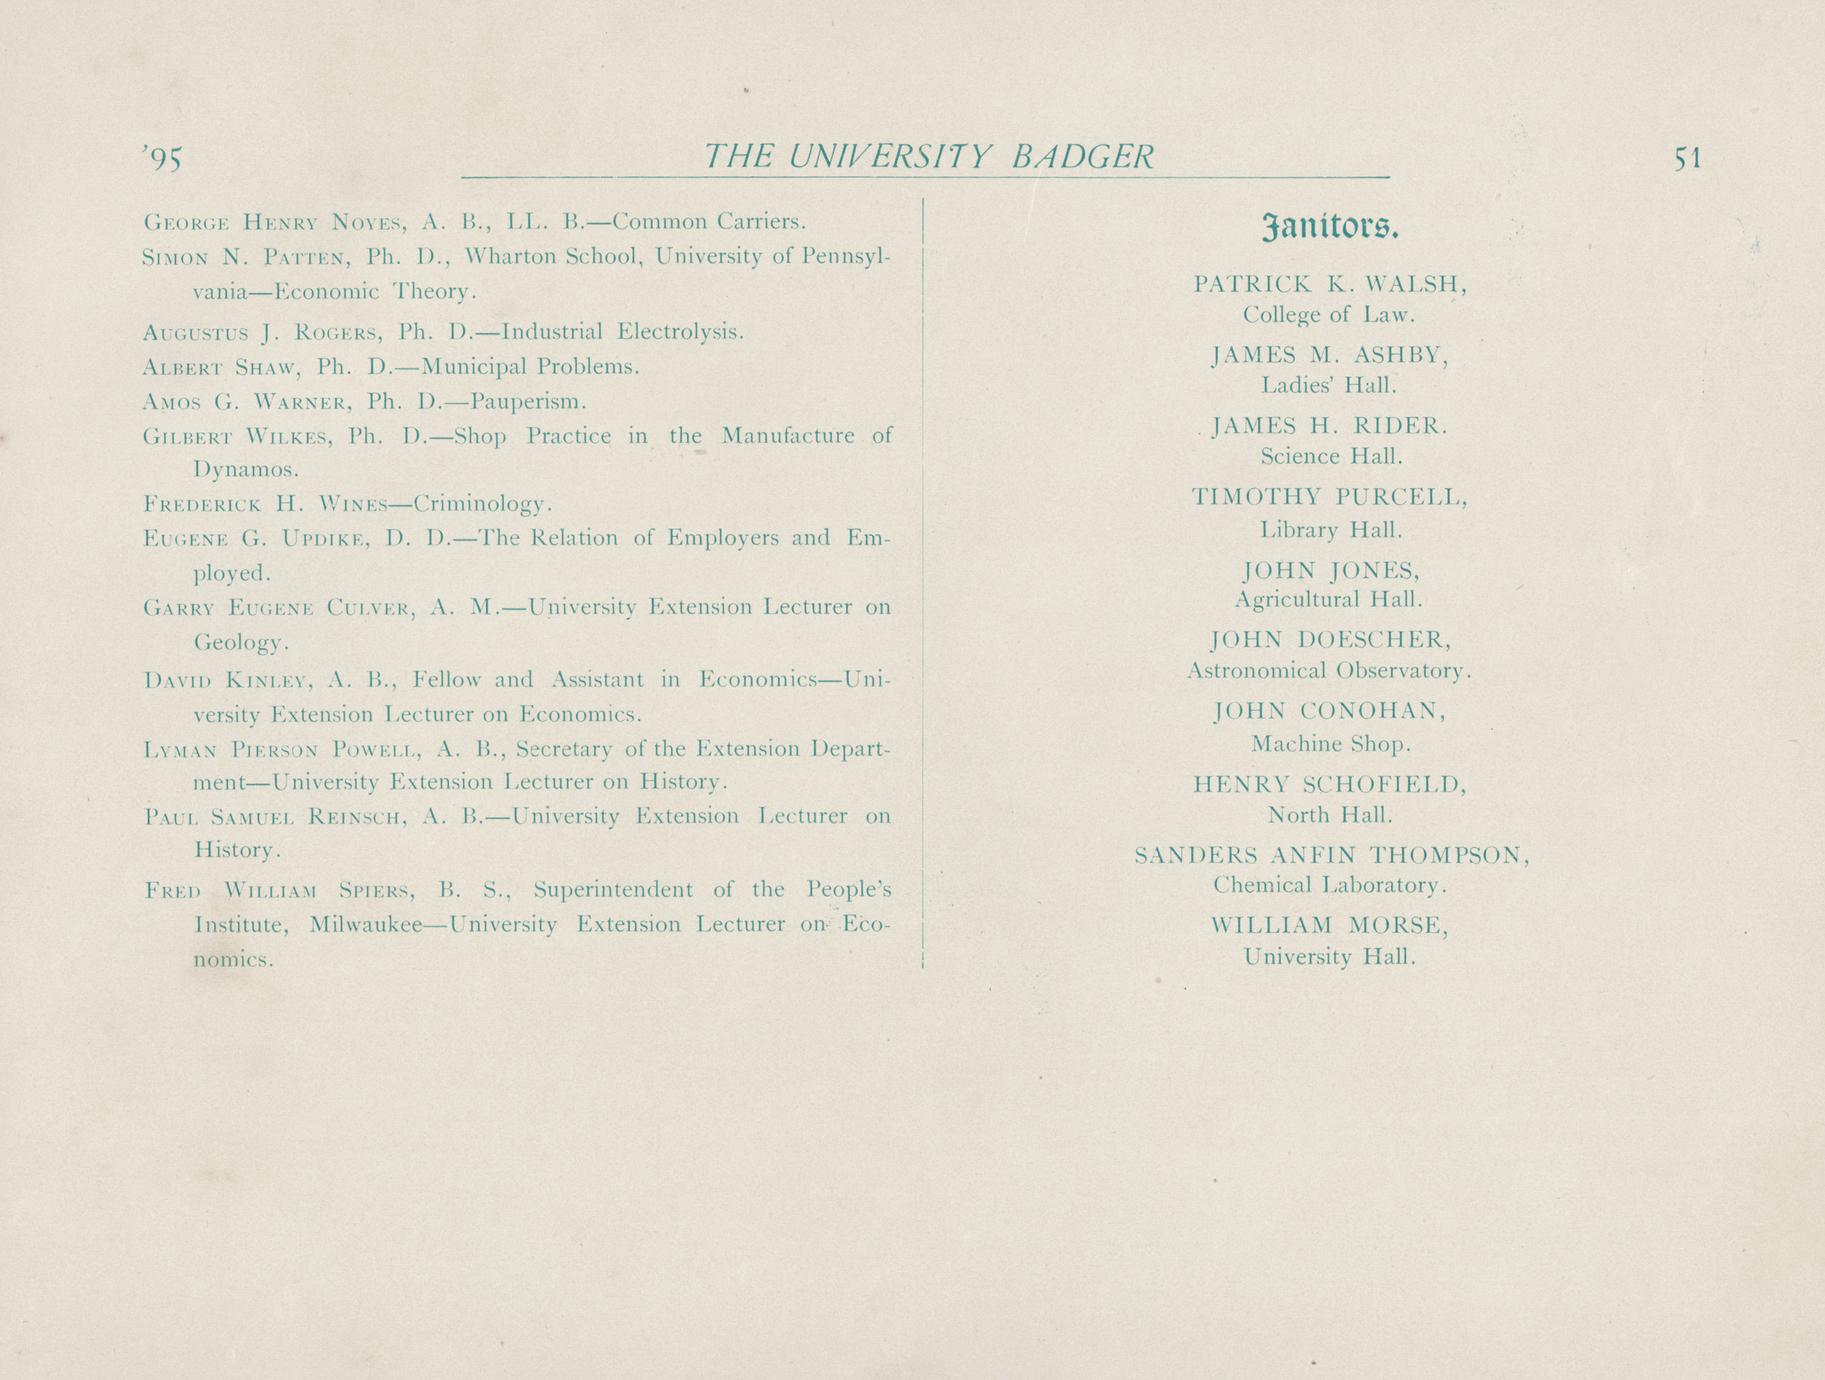 '95
THE UNIVERSITY BADGER
51
GEORGE HENRY NOYES, A. B., LL. B.—Common Carriers.
SIMON N. PATTEN, Ph. D., Wharton School, University of Pennsyl-
vania—Economic Theory.
AUGUSTUS J. ROGERS, Ph. D.—Industrial Electrolysis.
ALBERT SHAW, Ph. D.—Municipal Problems.
AMOS G. WARNER, Ph. D.—Pauperism.
GILBERT WILKES, Ph. D.—Shop Practice in the Manufacture of
Dynamos.
FREDERICK H. WINES—Criminology.
EUGENE G. UPDIKE, D. D.—The Relation of Employers and Em-
ployed.
GARRY EUGENE CULVER, A. M.—University Extension Lecturer on
Geology.
DAVID KINLEY, A. B., Fellow and Assistant in Economics—Uni-
versity Extension Lecturer on Economics.
LYMAN PIERSON POWELL, A. B., Secretary of the Extension Depart-
ment—University Extension Lecturer on History.
PAUL SAMUEL REINSCH, A. B.—University Extension Lecturer on
History.
FRED WILLIAM SPIERS, B. S., Superintendent of the People's
Institute, Milwaukee—University Extension Lecturer on Eco-
nomics.
Janitors.
PATRICK K. WALSH,
College of Law.
JAMES M. ASHBY,
Ladies' Hall.
JAMES H. RIDER.
Science Hall.
TIMOTHY PURCELL,
Library Hall.
JOHN JONES,
Agricultural Hall.
JOHN DOESCHER,
Astronomical Observatory.
JOHN CONOHAN,
Machine Shop.
HENRY SCHOFIELD,
North Hall.
SANDERS ANFIN THOMPSON,
Chemical Laboratory.
WILLIAM MORSE,
University Hall.